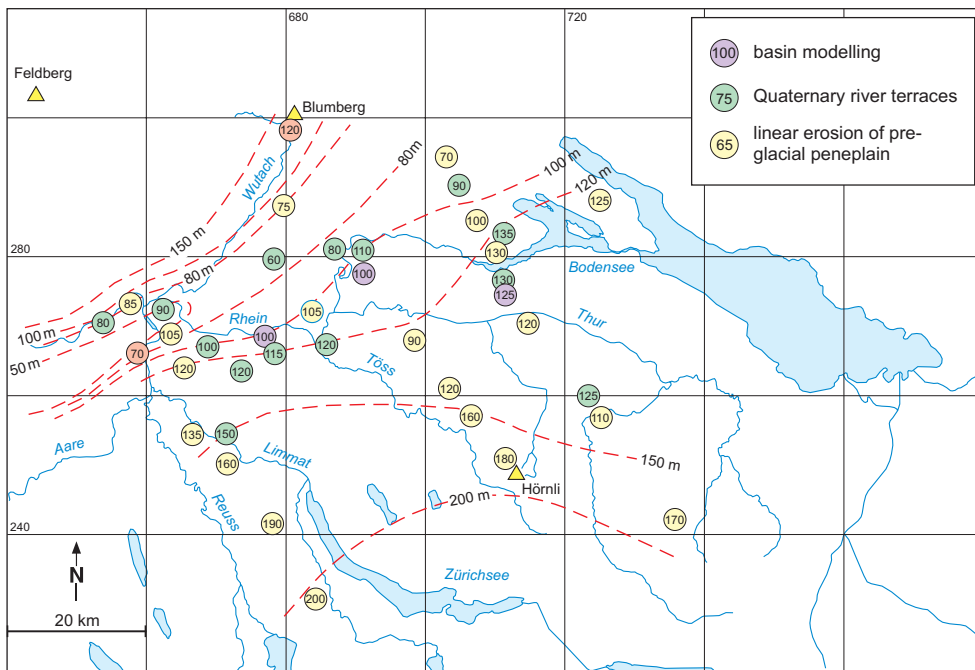 680
720
Feldberg
Blumberg
100
basin modelling
75
Quaternary river terraces
65
linear erosion of pre-
glacial peneplain
120
Wutach
80 m
70
90
100 m
120 m
125
75
100
135
150 m
280
60
80
110
130
100
Bodensee
80 m
130
125
85
90
80
Rhein
105
Thur
120
100 m
105
100
100
115
120
90
50 m
70
120
120
Töss
120
125
160
110
Aare
135
150
Limmat
160
180
150 m
Hörnli
Reuss
200 m
190
170
240
N
Zürichsee
200
20 km